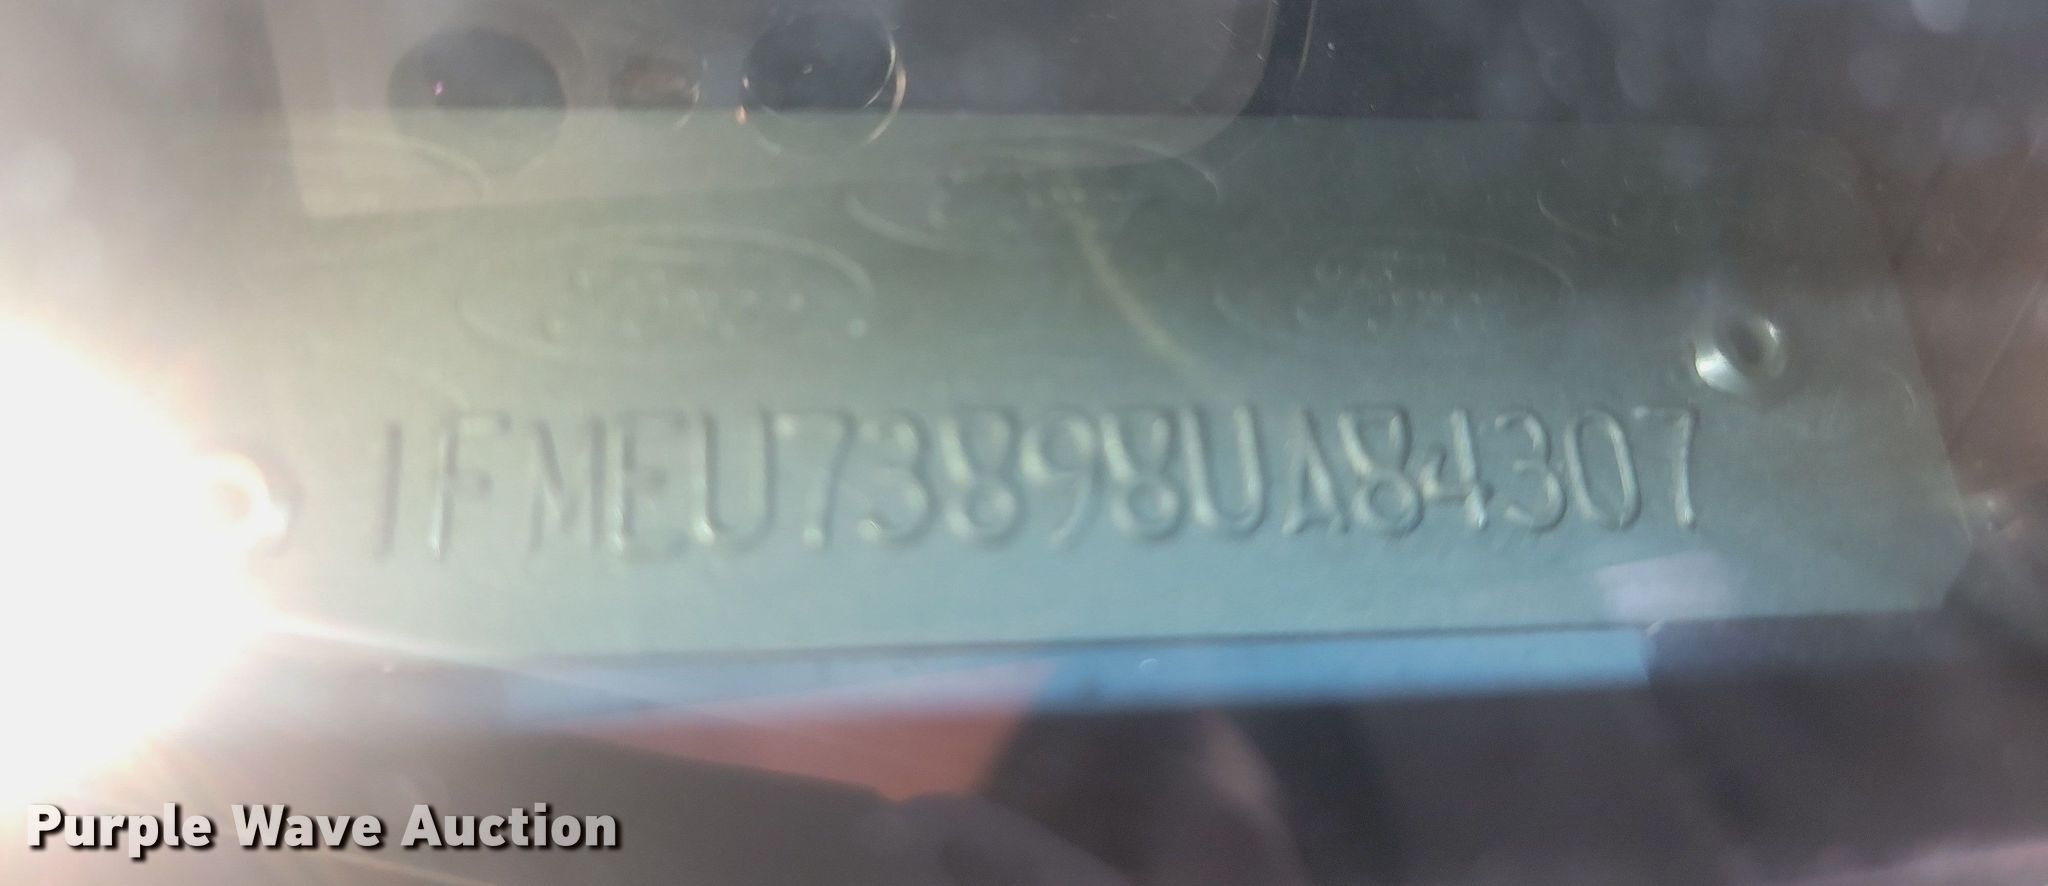 1FMEU73898UA84307
Purple Wave Auction